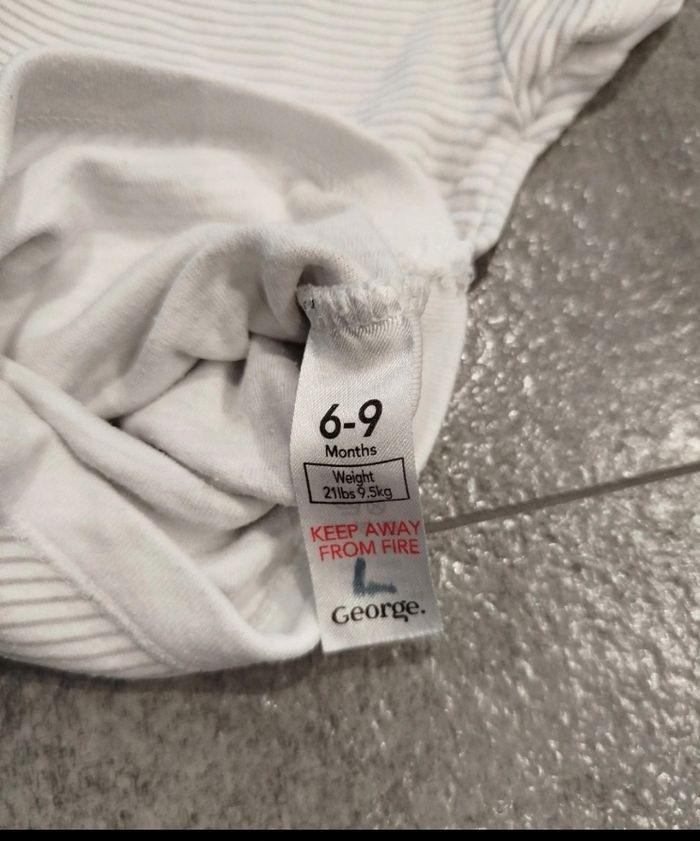 6-9
Months
Weight
21lbs 9.5kg
KEEP AWAY
FROM FIRE
L
George.